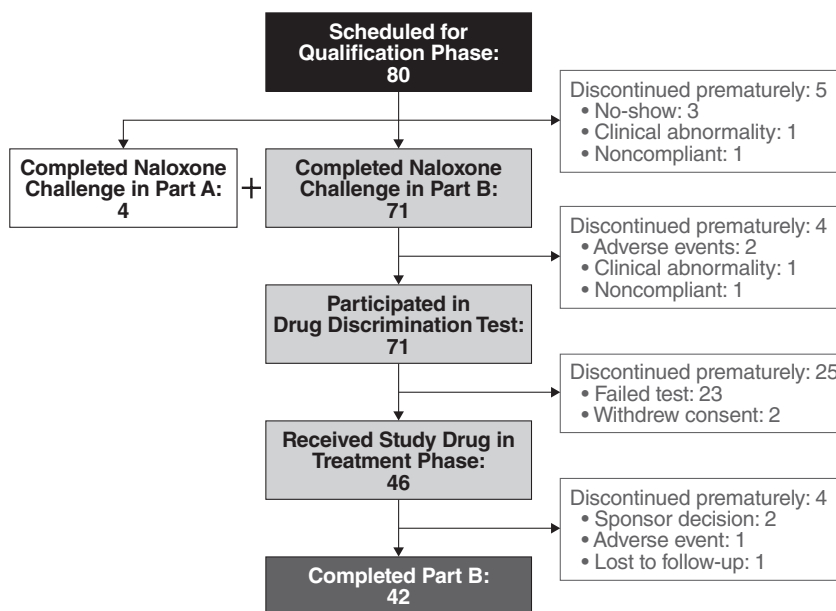 Scheduled for
Qualification Phase:
80
Discontinued prematurely: 5
• No-show: 3
• Clinical abnormality: 1
• Noncompliant: 1
Completed Naloxone
Challenge in Part A:
4
+
Completed Naloxone
Challenge in Part B:
71
Discontinued prematurely: 4
• Adverse events: 2
• Clinical abnormality: 1
• Noncompliant: 1
Participated in
Drug Discrimination Test:
71
Discontinued prematurely: 25
• Failed test: 23
• Withdrew consent: 2
Received Study Drug in
Treatment Phase:
46
Discontinued prematurely: 4
• Sponsor decision: 2
• Adverse event: 1
• Lost to follow-up: 1
Completed Part B:
42